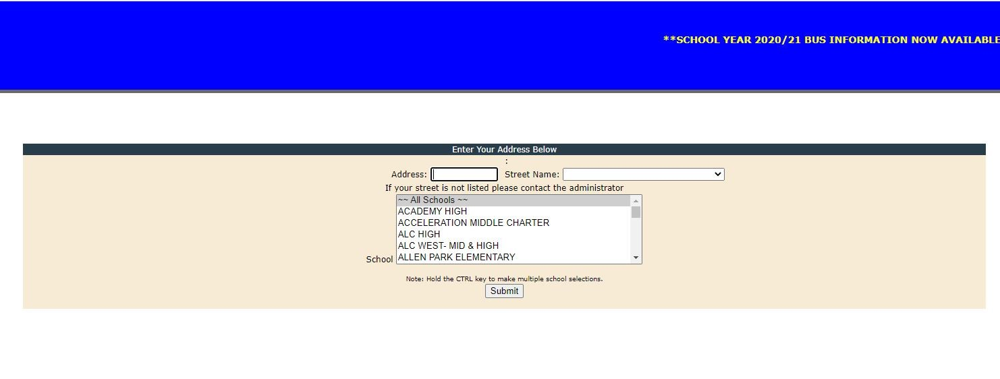 **SCHOOL YEAR 2020/21 BUS INFORMATION NOW AVAILABLE
Enter Your Address Below
:
Address: Street Name:
If your street is not listed please contact the administrator
~~ All Schools ~~
ACADEMY HIGH
ACCELERATION MIDDLE CHARTER
ALC HIGH
ALC WEST- MID & HIGH
School ALLEN PARK ELEMENTARY
Note: Hold the CTRL key to make multiple school selections.
Submit